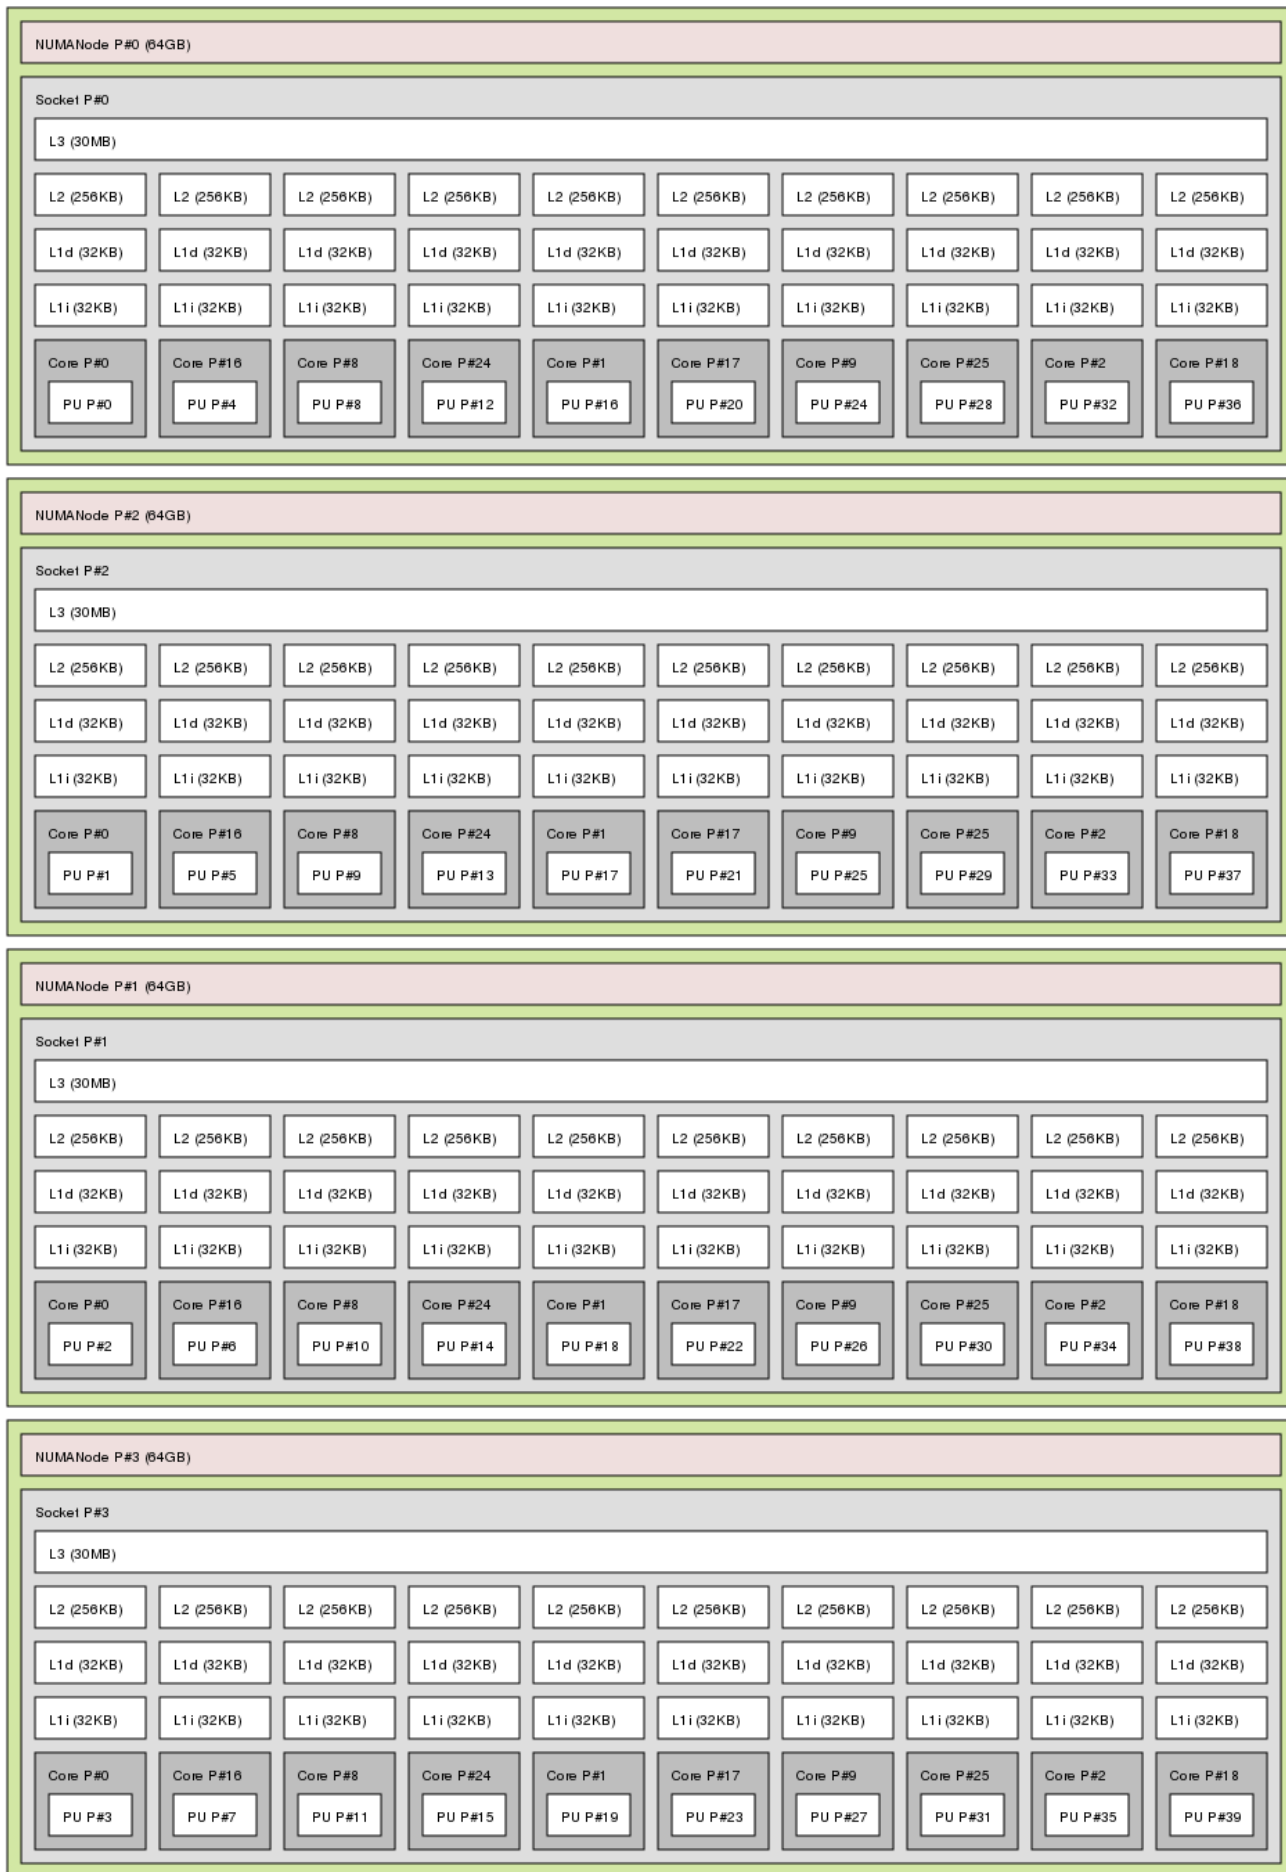 NUMANode P#0 (64GB)
Socket P#0
L3 (30MB)
L2 (256KB) L2 (256KB) L2 (256KB) L2 (256KB) L2 (256KB) L2 (256KB) L2 (256KB) L2 (256KB) L2 (256KB) L2 (256KB)
L1d (32KB) L1d (32KB) L1d (32KB) L1d (32KB) L1d (32KB) L1d (32KB) L1d (32KB) L1d (32KB) L1d (32KB) L1d (32KB)
L1i (32KB) L1i (32KB) L1i (32KB) L1i (32KB) L1i (32KB) L1i (32KB) L1i (32KB) L1i (32KB) L1i (32KB) L1i (32KB)
Core P#0 Core P#16 Core P#8 Core P#24 Core P#1 Core P#17 Core P#9 Core P#25 Core P#2 Core P#18
PU P#0 PU P#4 PU P#8 PU P#12 PU P#16 PU P#20 PU P#24 PU P#28 PU P#32 PU P#36
NUMANode P#2 (64GB)
Socket P#2
L3 (30MB)
L2 (256KB) L2 (256KB) L2 (256KB) L2 (256KB) L2 (256KB) L2 (256KB) L2 (256KB) L2 (256KB) L2 (256KB) L2 (256KB)
L1d (32KB) L1d (32KB) L1d (32KB) L1d (32KB) L1d (32KB) L1d (32KB) L1d (32KB) L1d (32KB) L1d (32KB) L1d (32KB)
L1i (32KB) L1i (32KB) L1i (32KB) L1i (32KB) L1i (32KB) L1i (32KB) L1i (32KB) L1i (32KB) L1i (32KB) L1i (32KB)
Core P#0 Core P#16 Core P#8 Core P#24 Core P#1 Core P#17 Core P#9 Core P#25 Core P#2 Core P#18
PU P#1 PU P#5 PU P#9 PU P#13 PU P#17 PU P#21 PU P#25 PU P#29 PU P#33 PU P#37
NUMANode P#1 (64GB)
Socket P#1
L3 (30MB)
L2 (256KB) L2 (256KB) L2 (256KB) L2 (256KB) L2 (256KB) L2 (256KB) L2 (256KB) L2 (256KB) L2 (256KB) L2 (256KB)
L1d (32KB) L1d (32KB) L1d (32KB) L1d (32KB) L1d (32KB) L1d (32KB) L1d (32KB) L1d (32KB) L1d (32KB) L1d (32KB)
L1i (32KB) L1i (32KB) L1i (32KB) L1i (32KB) L1i (32KB) L1i (32KB) L1i (32KB) L1i (32KB) L1i (32KB) L1i (32KB)
Core P#0 Core P#16 Core P#8 Core P#24 Core P#1 Core P#17 Core P#9 Core P#25 Core P#2 Core P#18
PU P#2 PU P#6 PU P#10 PU P#14 PU P#18 PU P#22 PU P#26 PU P#30 PU P#34 PU P#38
NUMANode P#3 (64GB)
Socket P#3
L3 (30MB)
L2 (256KB) L2 (256KB) L2 (256KB) L2 (256KB) L2 (256KB) L2 (256KB) L2 (256KB) L2 (256KB) L2 (256KB) L2 (256KB)
L1d (32KB) L1d (32KB) L1d (32KB) L1d (32KB) L1d (32KB) L1d (32KB) L1d (32KB) L1d (32KB) L1d (32KB) L1d (32KB)
L1i (32KB) L1i (32KB) L1i (32KB) L1i (32KB) L1i (32KB) L1i (32KB) L1i (32KB) L1i (32KB) L1i (32KB) L1i (32KB)
Core P#0 Core P#16 Core P#8 Core P#24 Core P#1 Core P#17 Core P#9 Core P#25 Core P#2 Core P#18
PU P#3 PU P#7 PU P#11 PU P#15 PU P#19 PU P#23 PU P#27 PU P#31 PU P#35 PU P#39